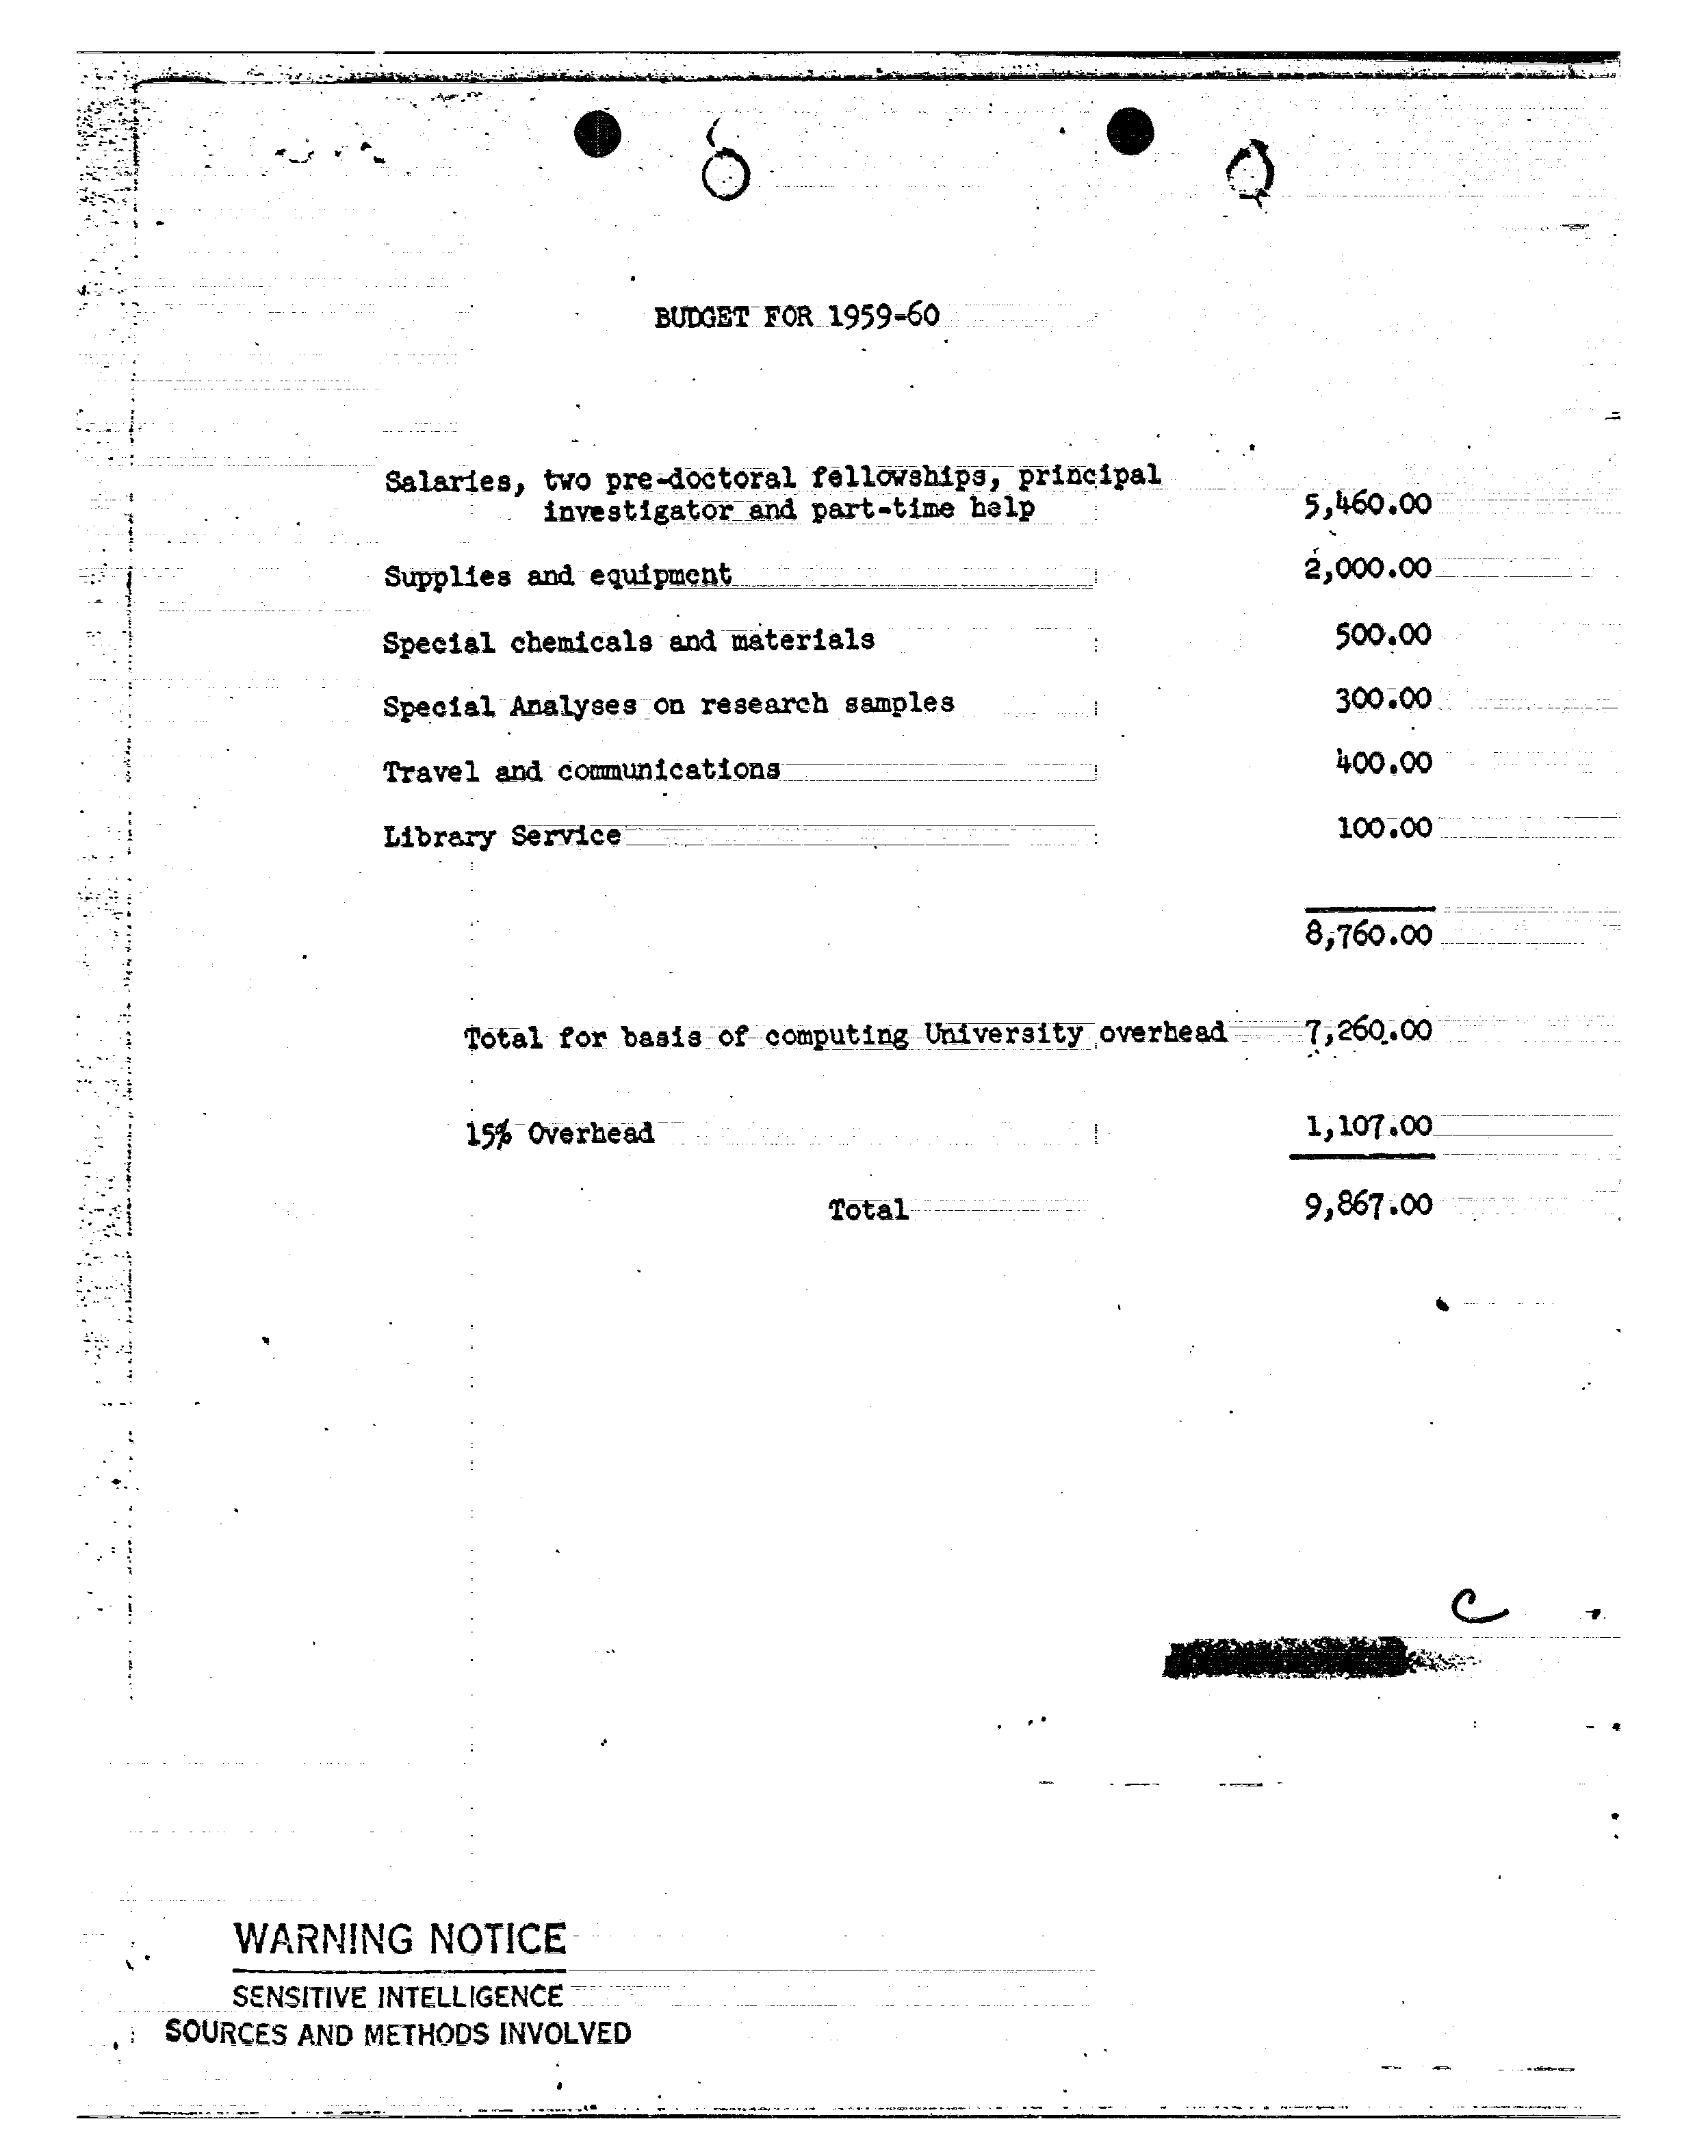 BUDGET FOR 1959-60
Salaries, two pre-doctoral fellowships, principal
investigator and part-time help 5,460.00
Supplies and equipment 2,000.00
Special chemicals and materials 500.00
Special Analyses on research samples 300.00
Travel and communications 400.00
Library Service 100.00
8,760.00
Total for basis of computing University overhead 7,260.00
15% Overhead 1,107.00
Total 9,867.00
C
WARNING NOTICE
SENSITIVE INTELLIGENCE
SOURCES AND METHODS INVOLVED